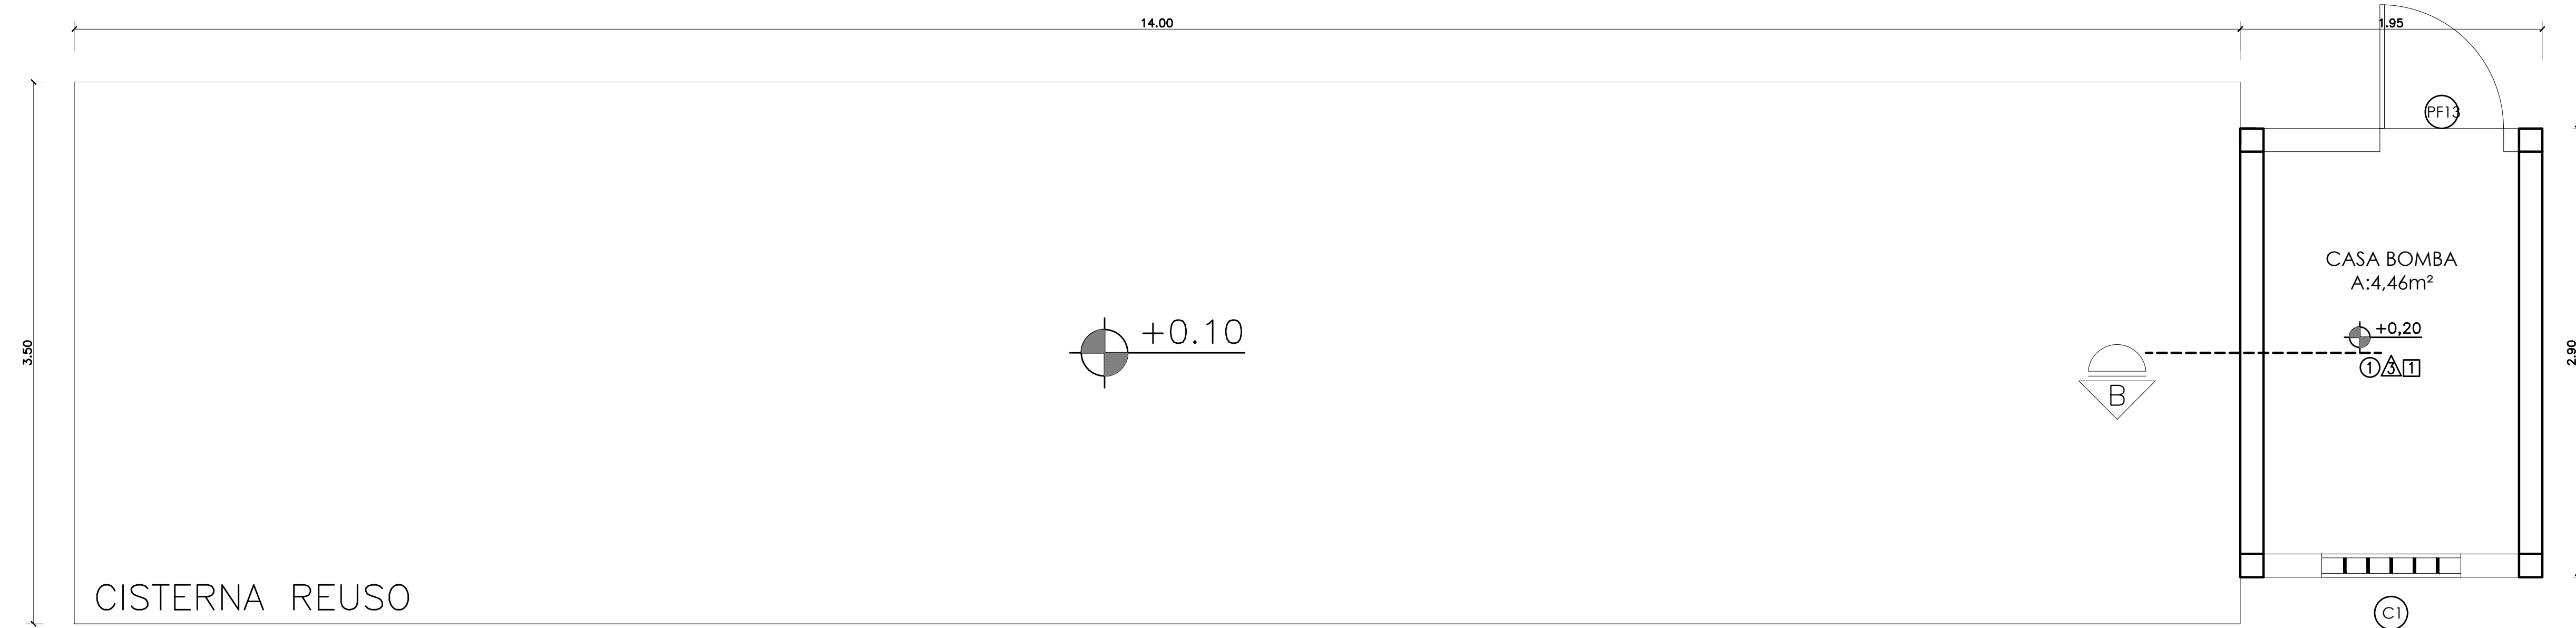 14.00
1.95
PF13
CASA BOMBA
A:4,46m²
+0.10
+0,20
3.50
2.90
1 3 1
B
CISTERNA REUSO
C1